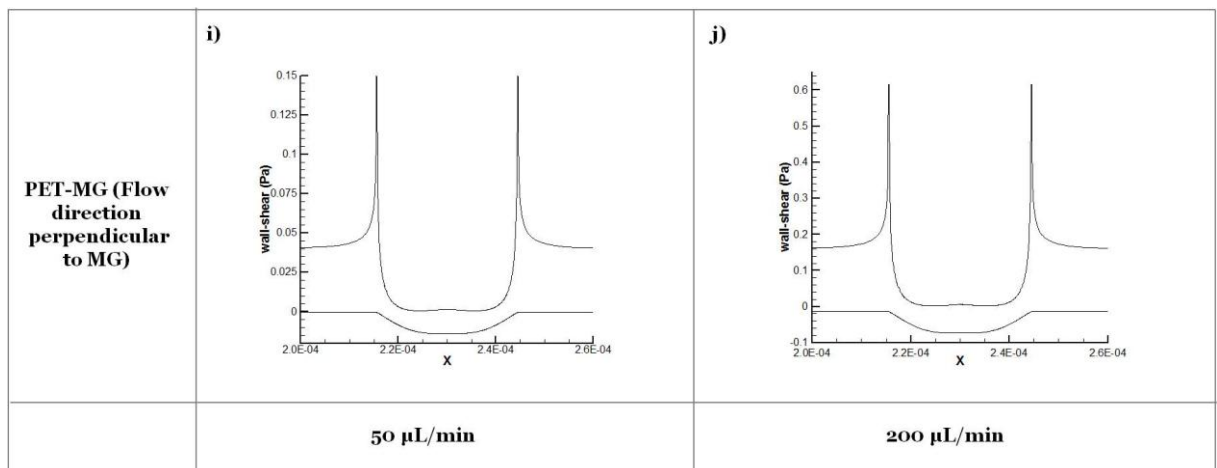 PET-MG (Flow
direction
perpendicular
to MG)
i)
0.15
0.125
0.1
0.075
0.05
0.025
0
wall-shear (Pa)
2.0E-04
2.2E-04
2.4E-04
2.6E-04
X
j)
0.6
0.5
0.4
0.3
0.2
0.1
0
-0.1
wall-shear (Pa)
2.0E-04
2.2E-04
2.4E-04
2.6E-04
X
50 µL/min
200 µL/min